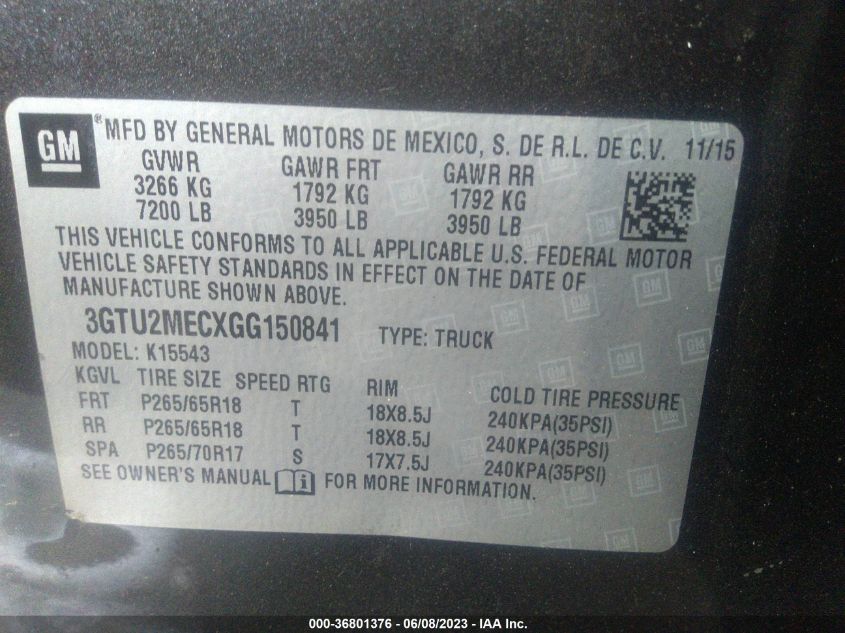 GM ® MFD BY GENERAL MOTORS DE MEXICO, S. DE R.L. DE C.V. 11/15
GVWR GAWR FRT GAWR RR
3266 KG 1792 KG 1792 KG
7200 LB 3950 LB 3950 LB
THIS VEHICLE CONFORMS TO ALL APPLICABLE U.S. FEDERAL MOTOR
VEHICLE SAFETY STANDARDS IN EFFECT ON THE DATE OF
MANUFACTURE SHOWN ABOVE.
3GTU2MECXGG150841 TYPE: TRUCK
MODEL: K15543
KGVL TIRE SIZE SPEED RTG RIM COLD TIRE PRESSURE
FRT P265/65R18 T 18X8.5J 240KPA(35PSI)
RR P265/65R18 T 18X8.5J 240KPA(35PSI)
SPA P265/70R17 S 17X7.5J 240KPA(35PSI)
SEE OWNER'S MANUAL i FOR MORE INFORMATION.
000-36801376 - 06/08/2023 - IAA Inc.